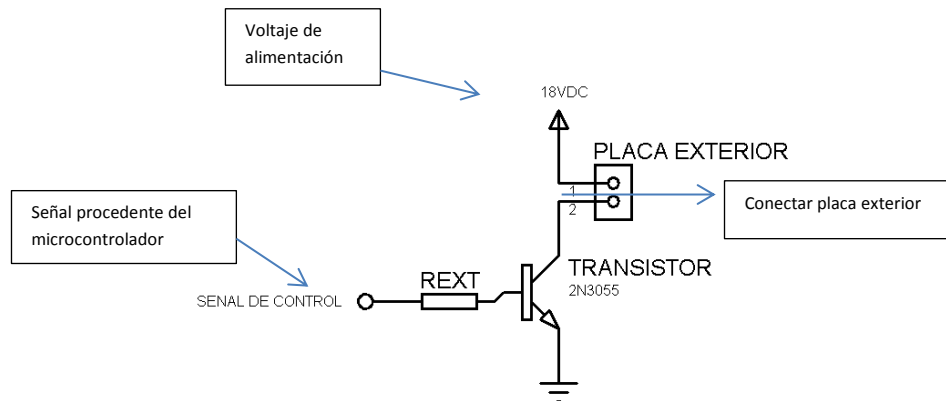 Voltaje de
alimentación
18VDC
PLACA EXTERIOR
1
2
Conectar placa exterior
Señal procedente del
microcontrolador
TRANSISTOR
2N3055
REXT
SENAL DE CONTROL